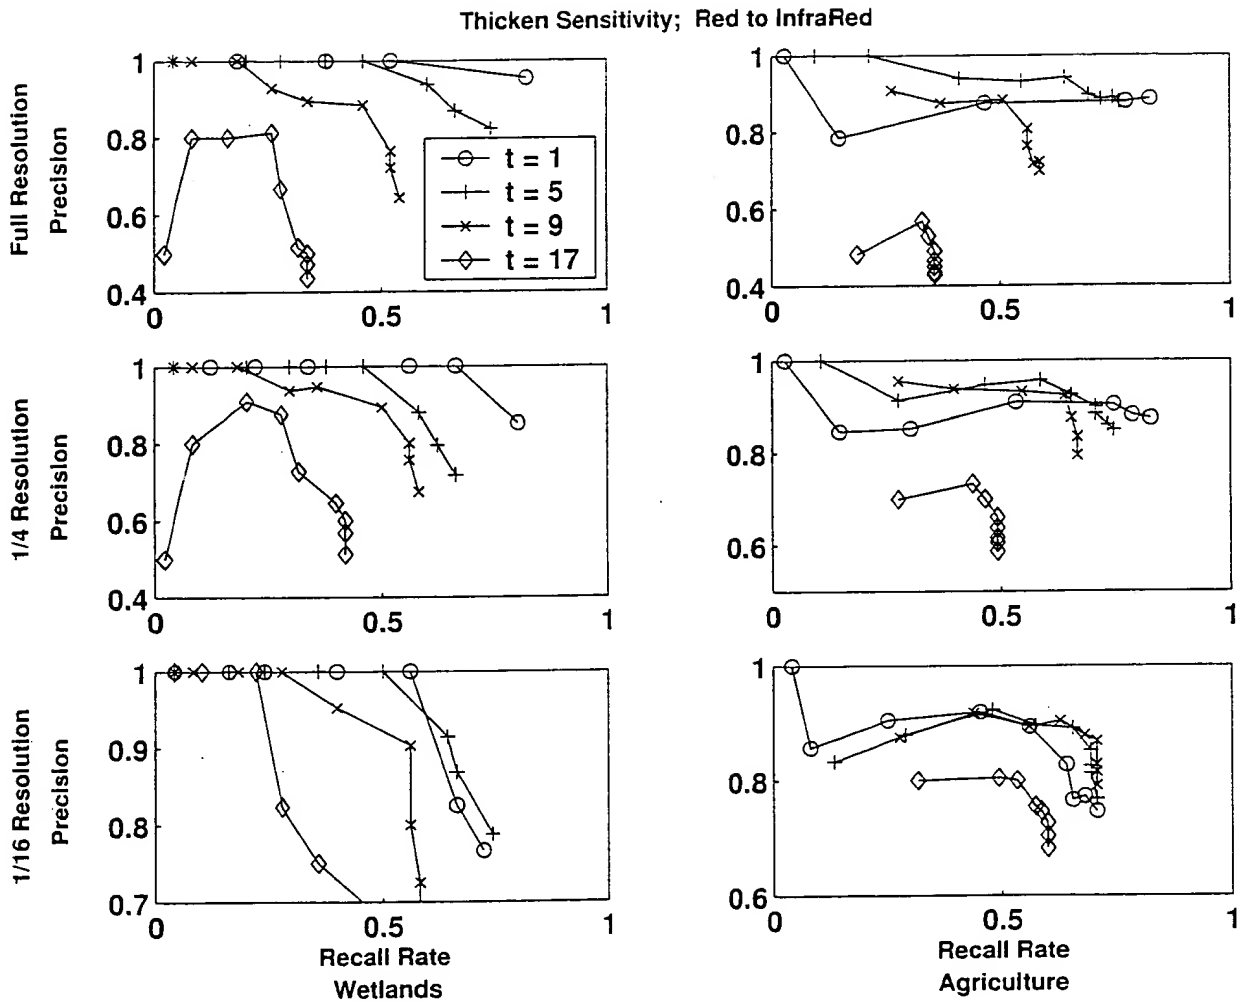 Thicken Sensitivity; Red to InfraRed
Full Resolution
Precision
1
0.8
0.6
0.4
0
0.5
1
t = 1
t = 5
t = 9
t = 17
1
0.8
0.6
0.4
0
0.5
1
1/4 Resolution
Precision
1
0.8
0.6
0.4
0
0.5
1
1
0.8
0.6
0
0.5
1
1/16 Resolution
Precision
1
0.9
0.8
0.7
0
0.5
1
Recall Rate
Wetlands
1
0.8
0.6
0
0.5
1
Recall Rate
Agriculture